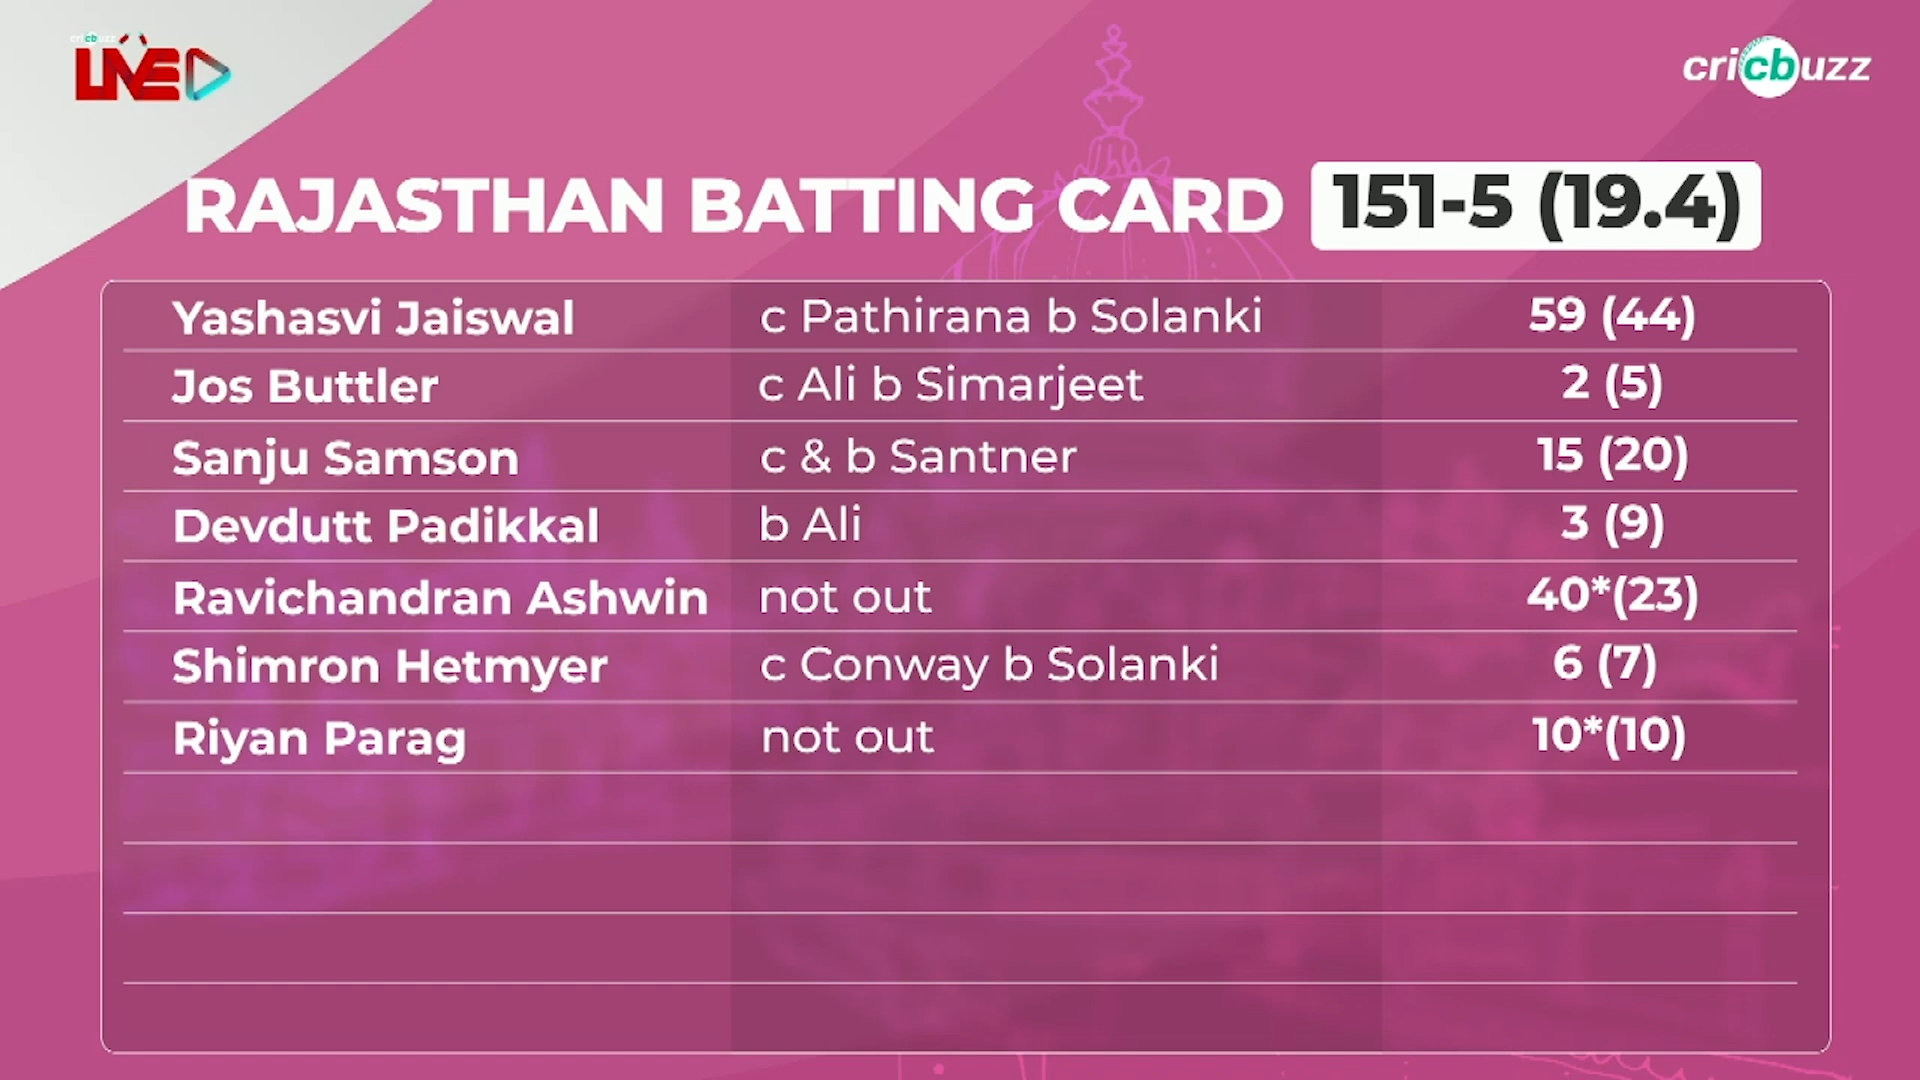 cricbuzz
LIVE
cricbuzz
RAJASTHAN BATTING CARD 151-5 (19.4)
Yashasvi Jaiswal c Pathirana b Solanki 59 (44)
Jos Buttler c Ali b Simarjeet 2 (5)
Sanju Samson c & b Santner 15 (20)
Devdutt Padikkal b Ali 3 (9)
Ravichandran Ashwin not out 40*(23)
Shimron Hetmyer c Conway b Solanki 6 (7)
Riyan Parag not out 10*(10)